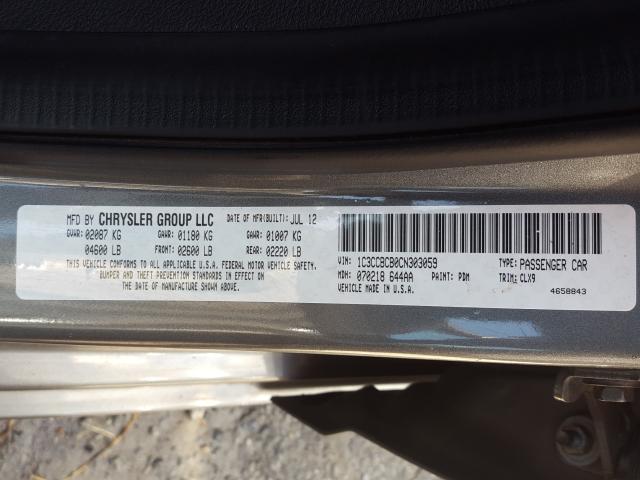 MFD BY CHRYSLER GROUP LLC DATE OF MFR(BUILT): JUL 12
GVWR: 02087 KG GAWR: 01180 KG GAWR: 01007 KG
04600 LB FRONT: 02600 LB REAR: 02220 LB
THIS VEHICLE CONFORMS TO ALL APPLICABLE U.S.A. FEDERAL MOTOR VEHICLE SAFETY,
BUMPER AND THEFT PREVENTION STANDARDS IN EFFECT ON
THE DATE OF MANUFACTURE SHOWN ABOVE.
VIN: 1C3CCBCB0CN303059 TYPE: PASSENGER CAR
MDH: 070218 644AA PAINT: PDM TRIM: CLX9
VEHICLE MADE IN U.S.A. 4658843